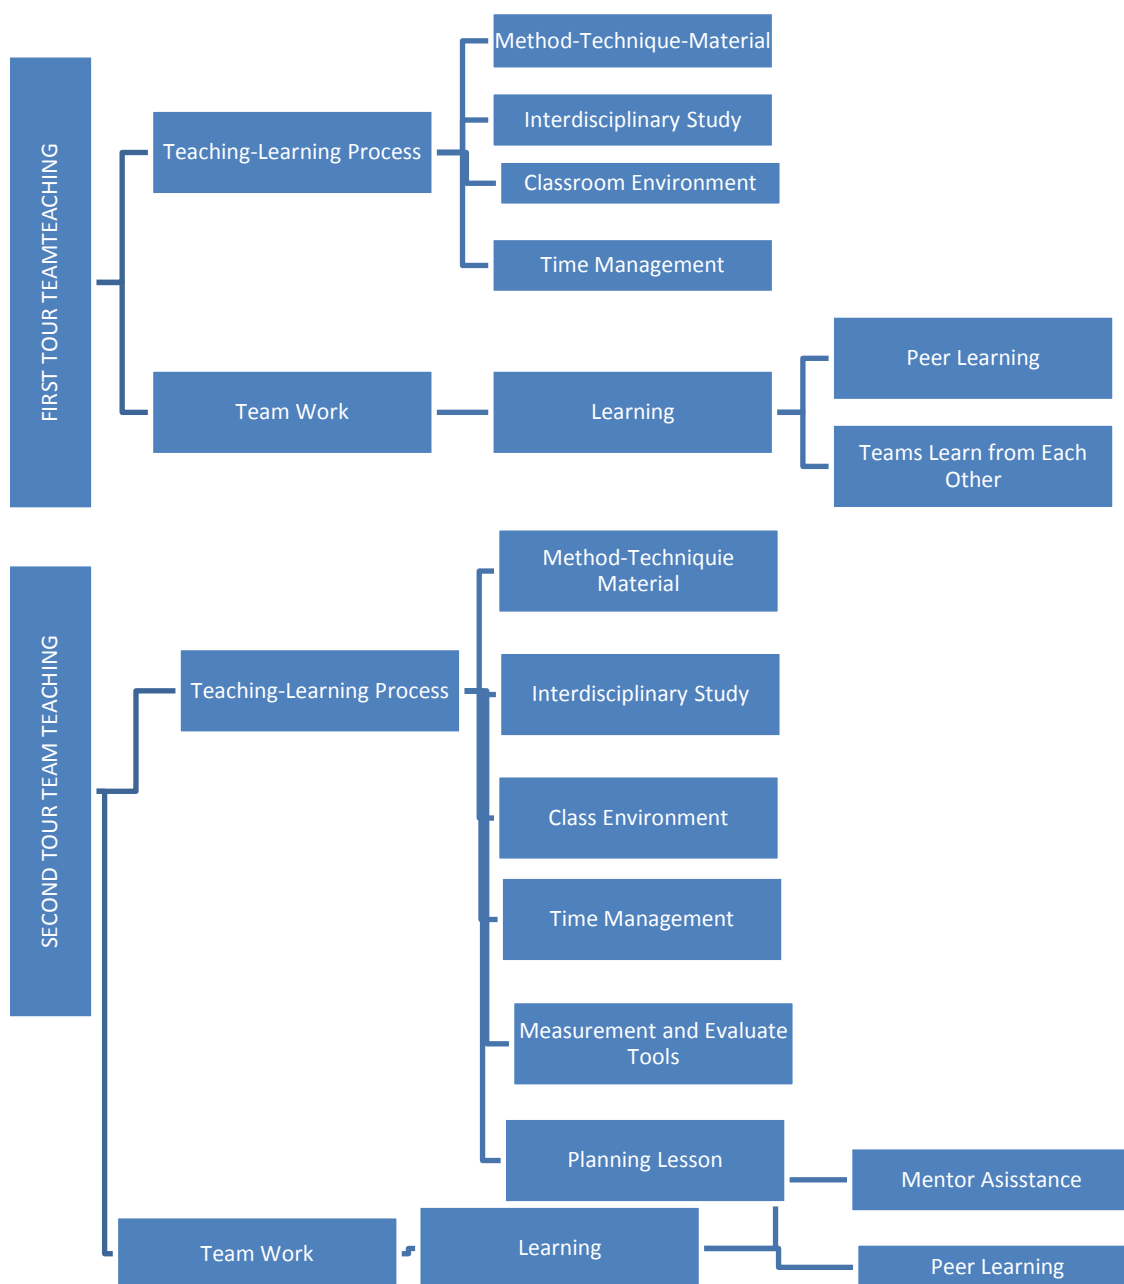 FIRST TOUR TEAMTEACHING
Teaching-Learning Process
Method-Technique-Material
Interdisciplinary Study
Classroom Environment
Time Management
Team Work
Learning
Peer Learning
Teams Learn from Each
Other
SECOND TOUR TEAM TEACHING
Teaching-Learning Process
Method-Techniquie
Material
Interdisciplinary Study
Class Environment
Time Management
Measurement and Evaluate
Tools
Planning Lesson
Team Work
Learning
Mentor Asisstance
Peer Learning